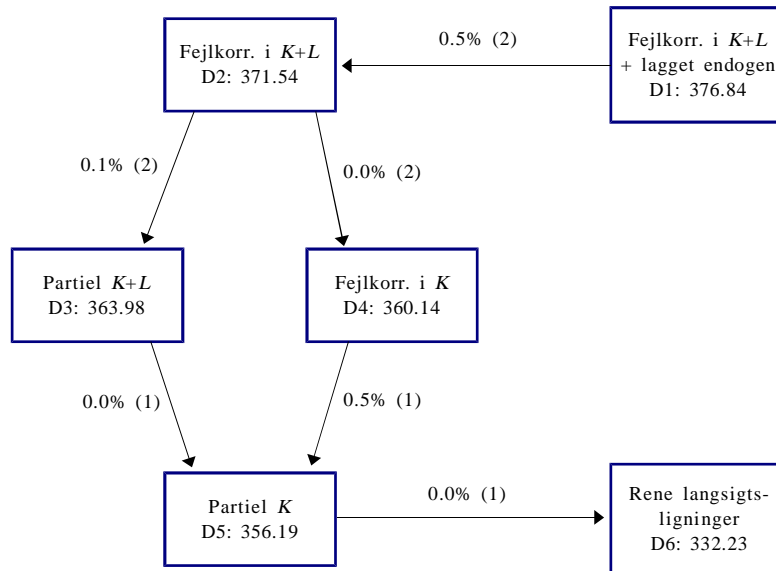 Fejlkorr. i K+L
D2: 371.54
0.5% (2)
Fejlkorr. i K+L
+ lagget endogen
D1: 376.84
0.1% (2)
0.0% (2)
Partiel K+L
D3: 363.98
Fejlkorr. i K
D4: 360.14
0.0% (1)
0.5% (1)
Partiel K
D5: 356.19
0.0% (1)
Rene langsigts-
ligninger
D6: 332.23